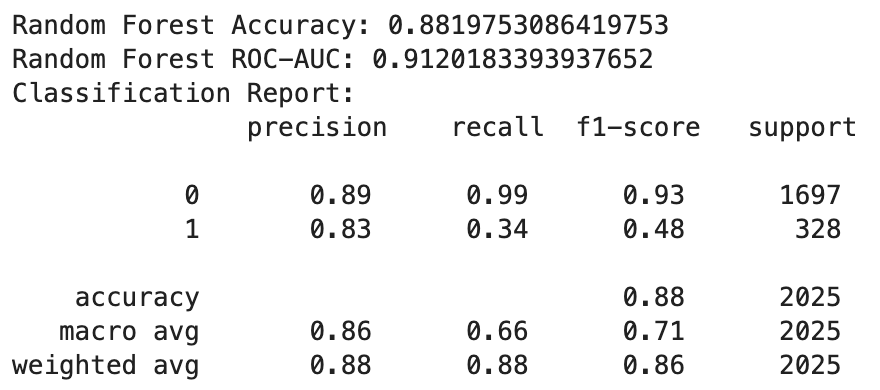 Random Forest Accuracy: 0.8819753086419753
Random Forest ROC-AUC: 0.9120183393937652
Classification Report:
precision recall f1-score support
0 0.89 0.99 0.93 1697
1 0.83 0.34 0.48 328
accuracy 0.88 2025
macro avg 0.86 0.66 0.71 2025
weighted avg 0.88 0.88 0.86 2025